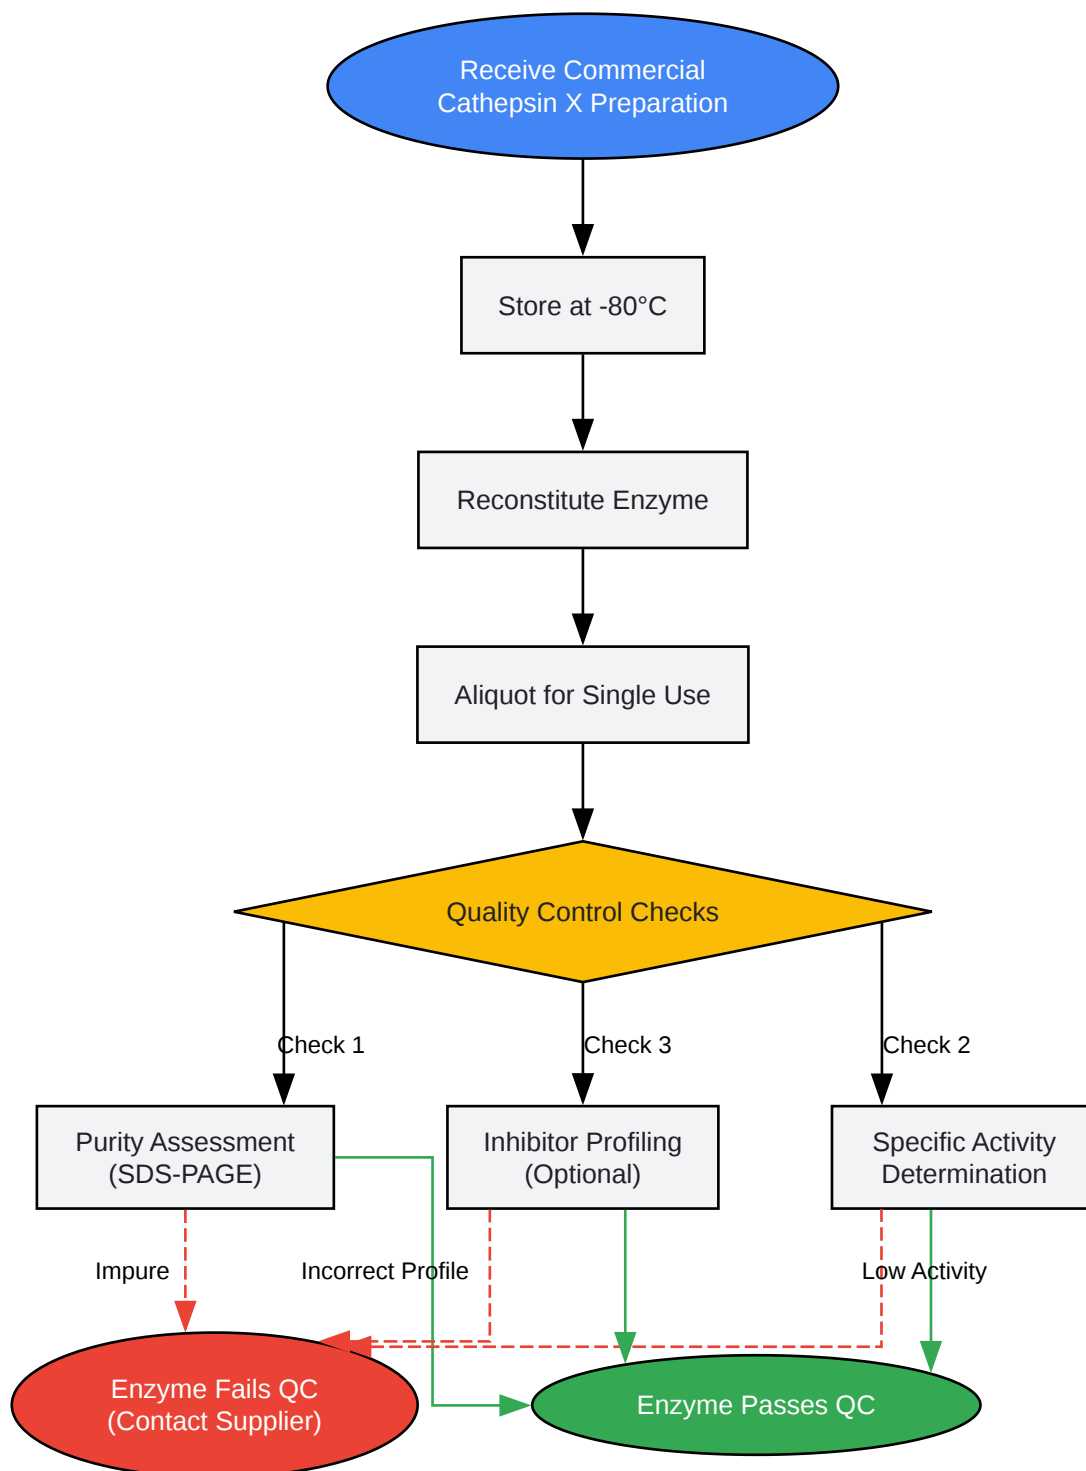 Receive Commercial
Cathepsin X Preparation
Store at -80°C
Reconstitute Enzyme
Aliquot for Single Use
Quality Control Checks
Check 1
Check 3
Check 2
Purity Assessment
(SDS-PAGE)
Inhibitor Profiling
(Optional)
Specific Activity
Determination
Impure
Incorrect Profile
Low Activity
Enzyme Fails QC
(Contact Supplier)
Enzyme Passes QC